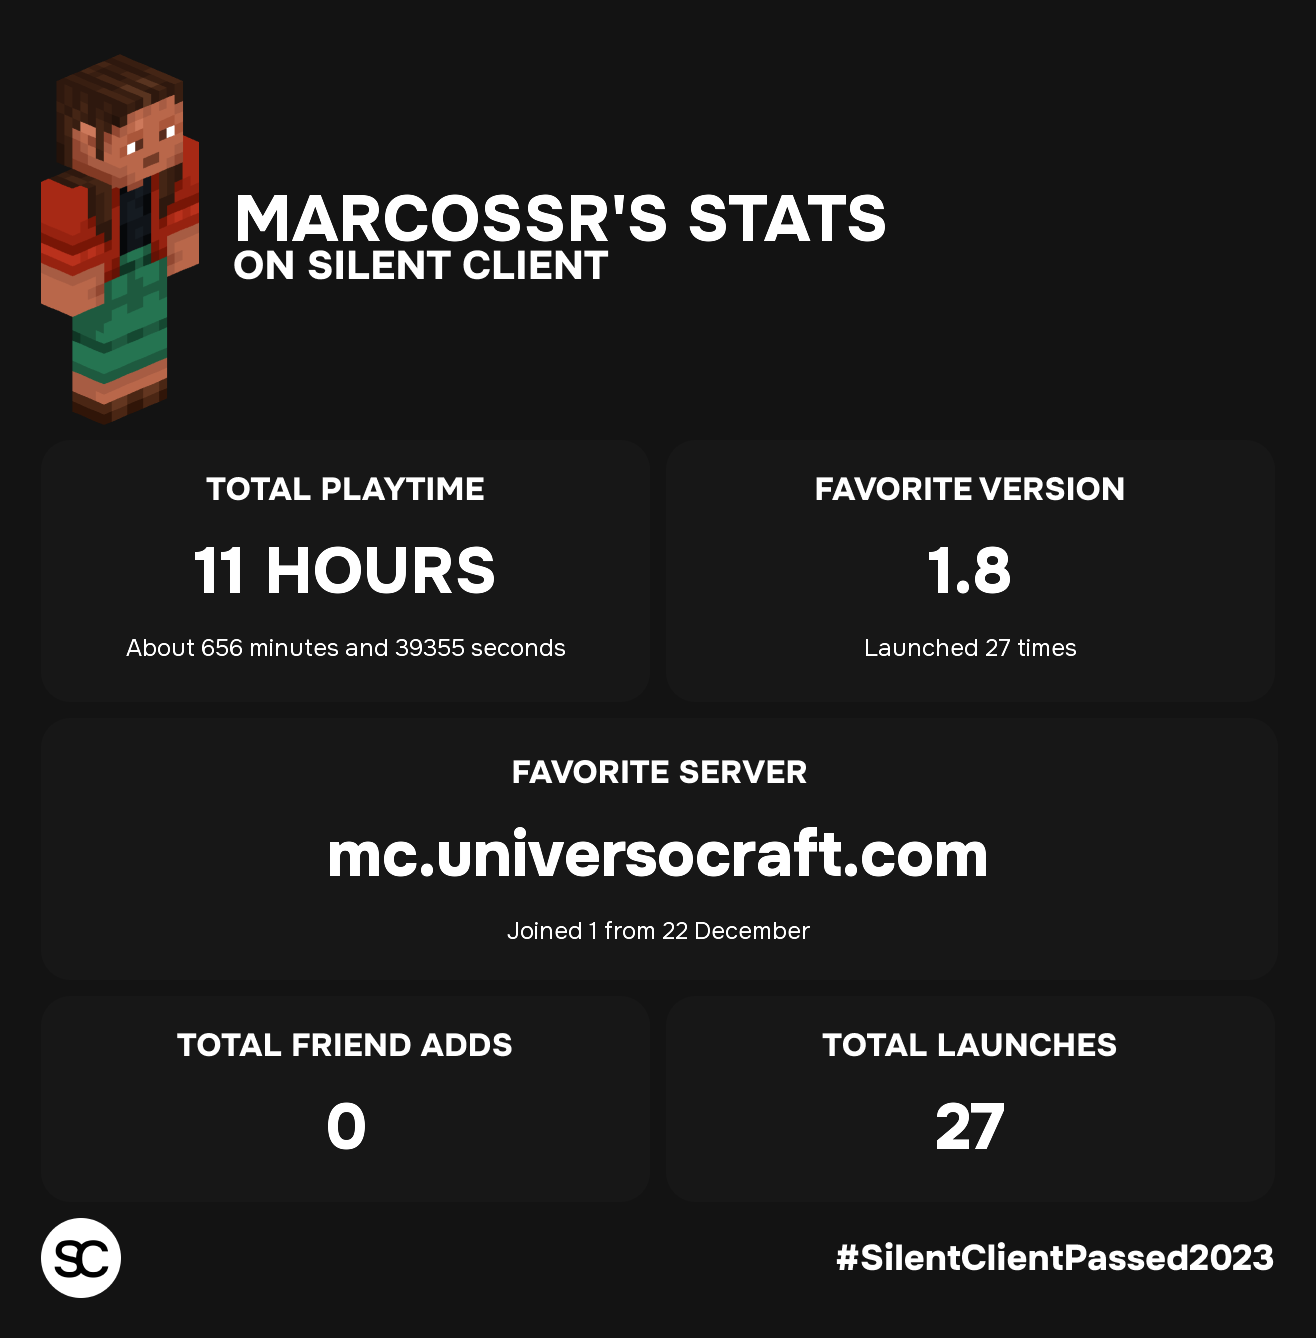 MARCOSSR'S STATS
ON SILENT CLIENT
TOTAL PLAYTIME
11 HOURS
About 656 minutes and 39355 seconds
FAVORITE VERSION
1.8
Launched 27 times
FAVORITE SERVER
mc.universocraft.com
Joined 1 from 22 December
TOTAL FRIEND ADDS
0
TOTAL LAUNCHES
27
SC
#SilentClientPassed2023